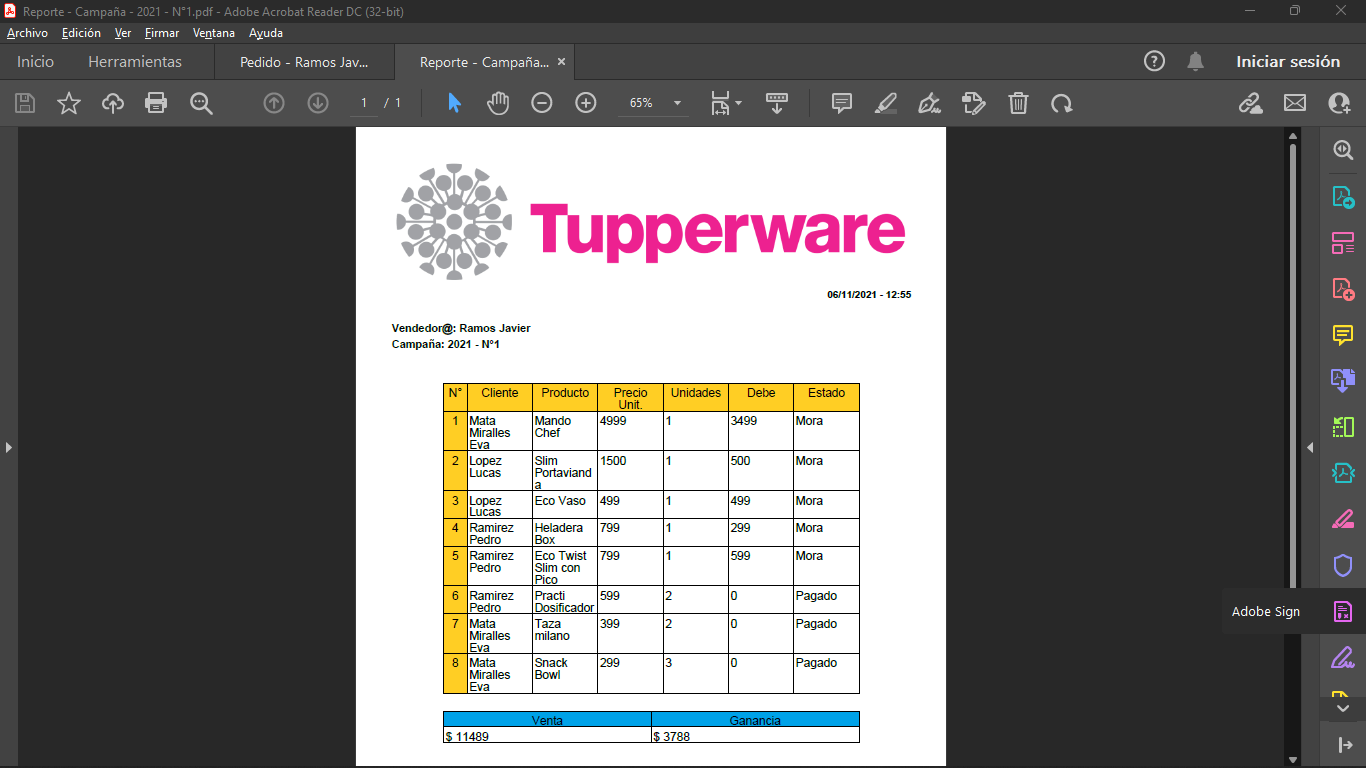 Reporte - Campaña - 2021 - N°1.pdf - Adobe Acrobat Reader DC (32-bit)
Archivo Edición Ver Firmar Ventana Ayuda
Inicio Herramientas Pedido - Ramos Jav... Reporte - Campaña... × Iniciar sesión
1 / 1 65%
Tupperware
06/11/2021 - 12:55
Vendedor@: Ramos Javier
Campaña: 2021 - N°1
N° Cliente Producto Precio Unidades Debe Estado
Unit.
1 Mata Mando 4999 1 3499 Mora
Miralles Chef
Eva
2 Lopez Slim 1500 1 500 Mora
Lucas Portaviand
a
3 Lopez Eco Vaso 499 1 499 Mora
Lucas
4 Ramirez Heladera 799 1 299 Mora
Pedro Box
5 Ramirez Eco Twist 799 1 599 Mora
Pedro Slim con
Pico
6 Ramirez Practi 599 2 0 Pagado
Pedro Dosificador
7 Mata Taza 399 2 0 Pagado
Miralles milano
Eva
8 Mata Snack 299 3 0 Pagado
Miralles Bowl
Eva
Adobe Sign
Venta Ganancia
$ 11489 $ 3788